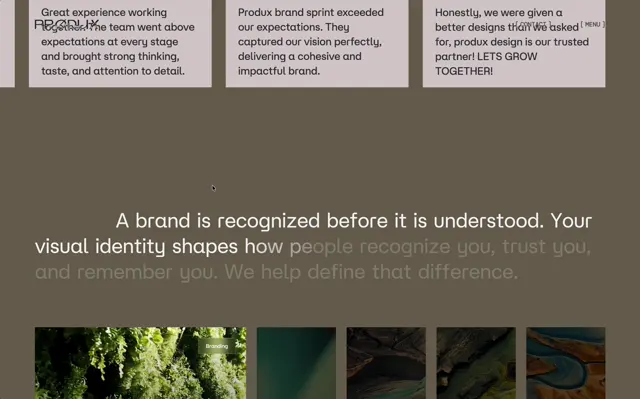 PRODUX
[ CONTACT ]
[ MENU ]
Great experience working
together. The team went above
expectations at every stage
and brought strong thinking,
taste, and attention to detail.
Produx brand sprint exceeded
our expectations. They
captured our vision perfectly,
delivering a cohesive and
impactful brand.
Honestly, we were given a
better designs than we asked
for, produx design is our trusted
partner! LETS GROW
TOGETHER!
A brand is recognized before it is understood. Your
visual identity shapes how people recognize you, trust you,
and remember you. We help define that difference.
Branding